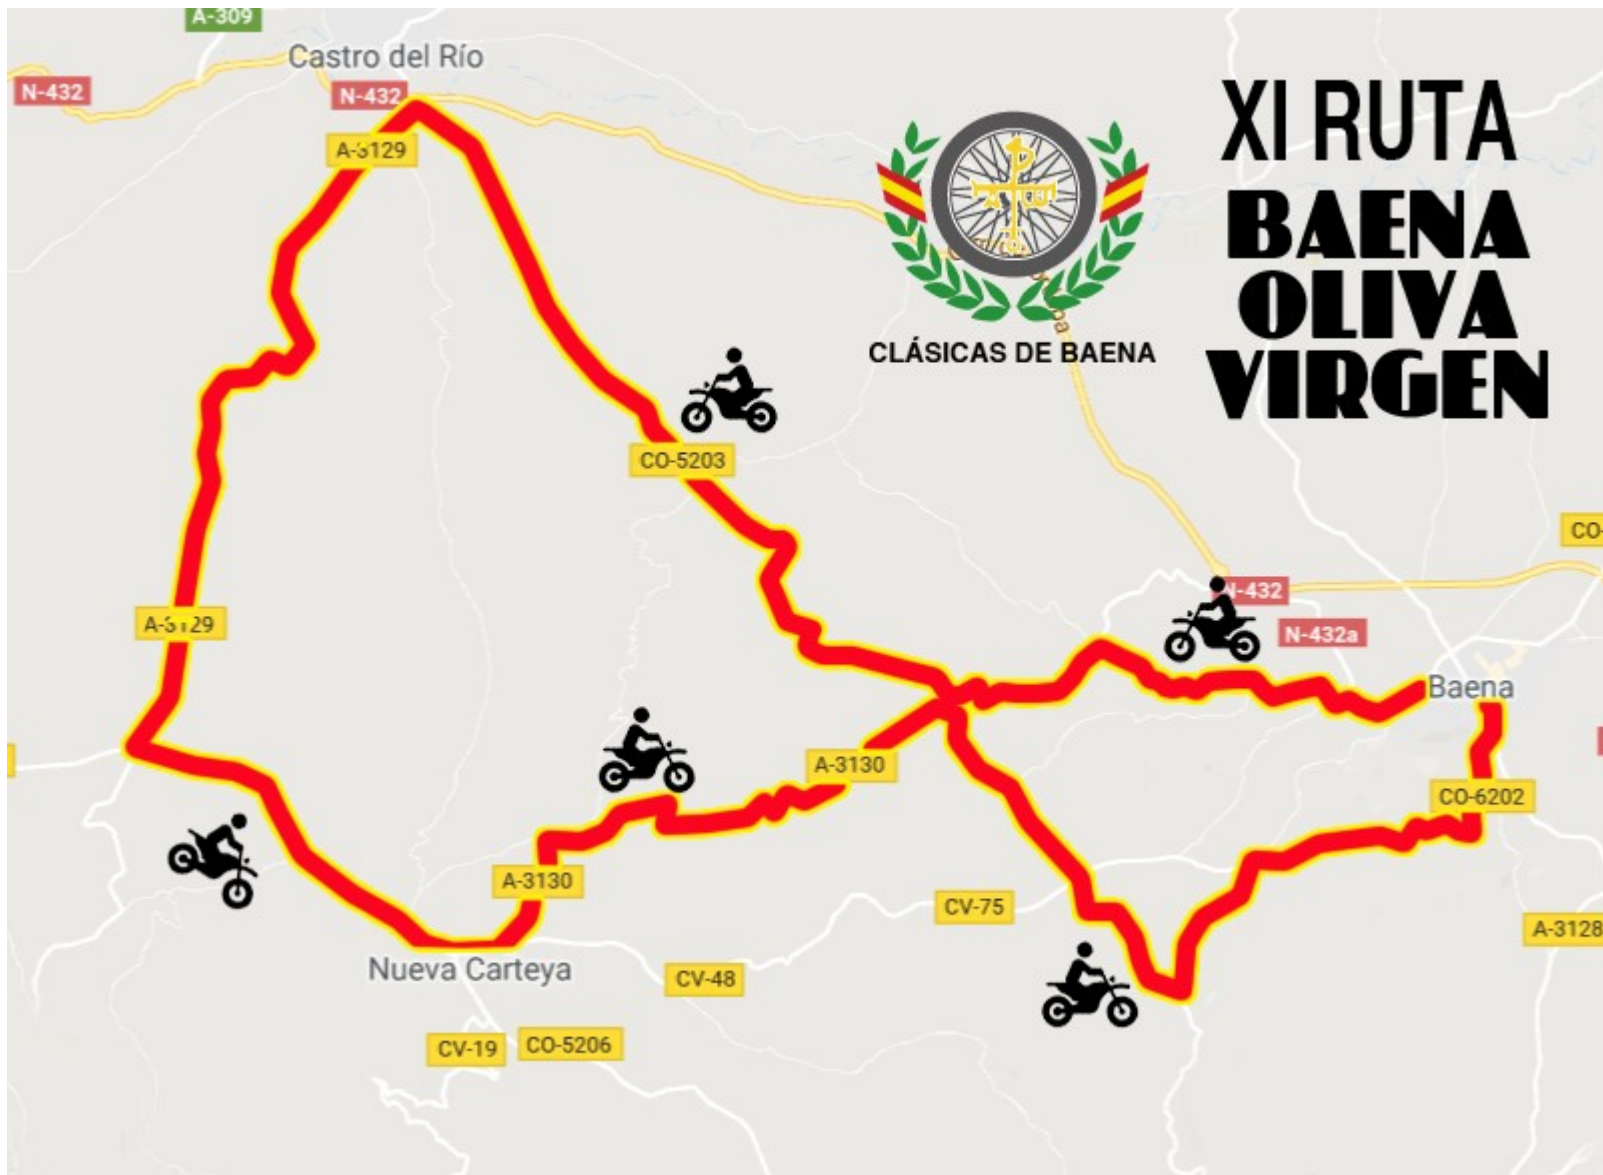 A-309
Castro del Río
N-432
N-432
A-3129
XI RUTA
BAENA
OLIVA
VIRGEN
CLÁSICAS DE BAENA
CO-5203
CO-
N-432
A-3129
N-432a
Baena
A-3130
CO-6202
A-3130
CV-75
A-3128
Nueva Carteya
CV-48
CV-19
CO-5206